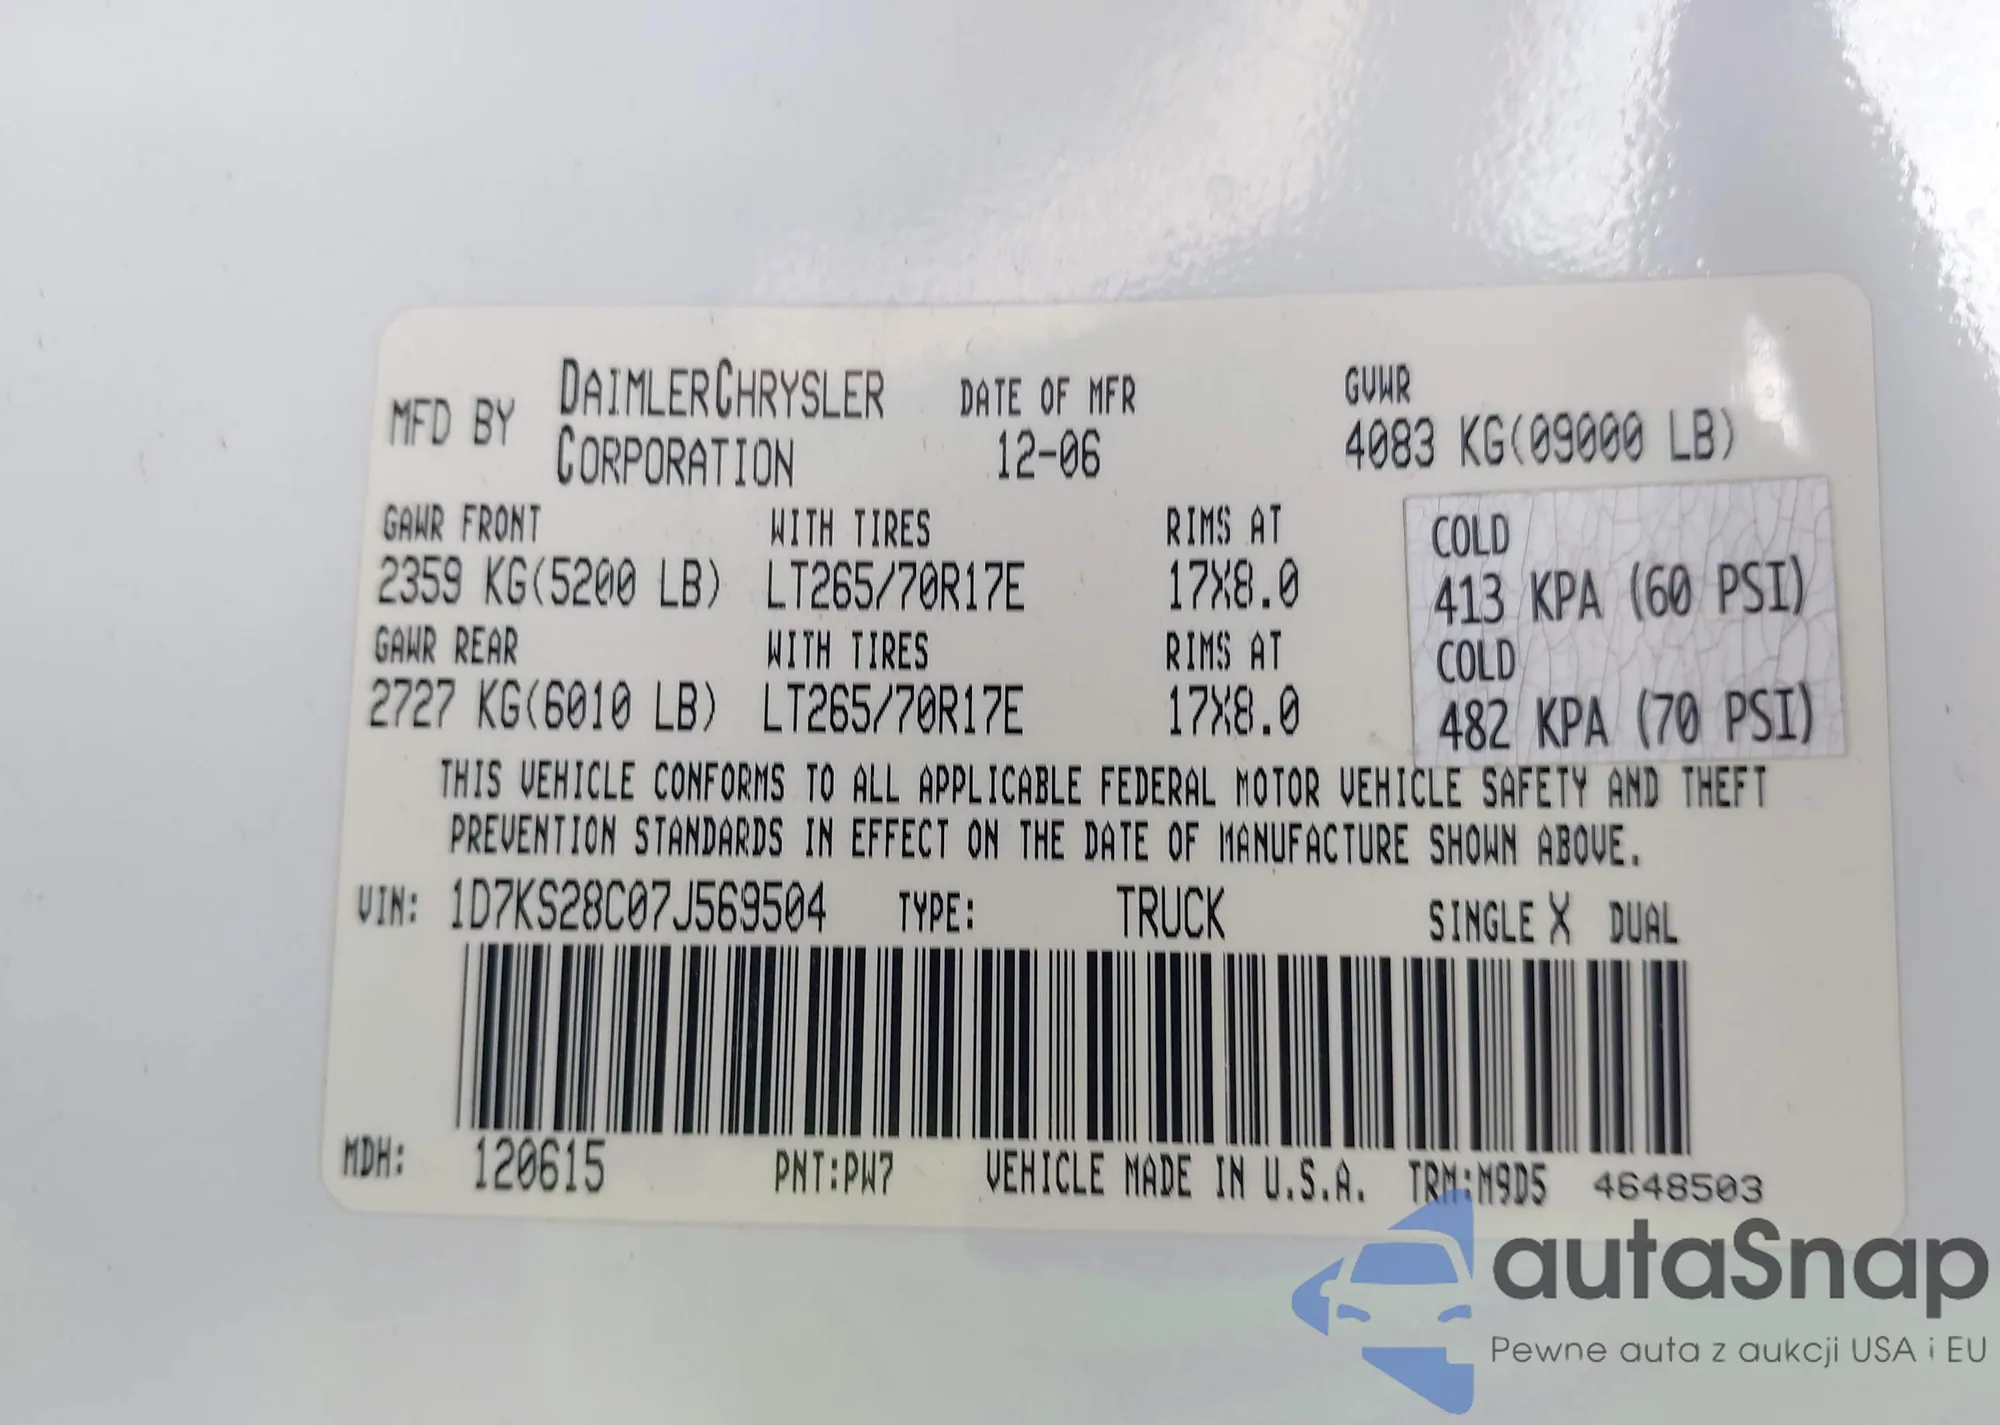 MFD BY DAIMLERCHRYSLER CORPORATION DATE OF MFR 12-06 GVWR 4083 KG(09000 LB)
GAWR FRONT WITH TIRES RIMS AT COLD
2359 KG(5200 LB) LT265/70R17E 17X8.0 413 KPA (60 PSI)
GAWR REAR WITH TIRES RIMS AT COLD
2727 KG(6010 LB) LT265/70R17E 17X8.0 482 KPA (70 PSI)
THIS VEHICLE CONFORMS TO ALL APPLICABLE FEDERAL MOTOR VEHICLE SAFETY AND THEFT
PREVENTION STANDARDS IN EFFECT ON THE DATE OF MANUFACTURE SHOWN ABOVE.
VIN: 1D7KS28C07J569504 TYPE: TRUCK SINGLE X DUAL
MDH: 120615 PNT:PW7 VEHICLE MADE IN U.S.A. TRM:M9D5 4648503
autaSnap
Pewne auta z aukcji USA i EU